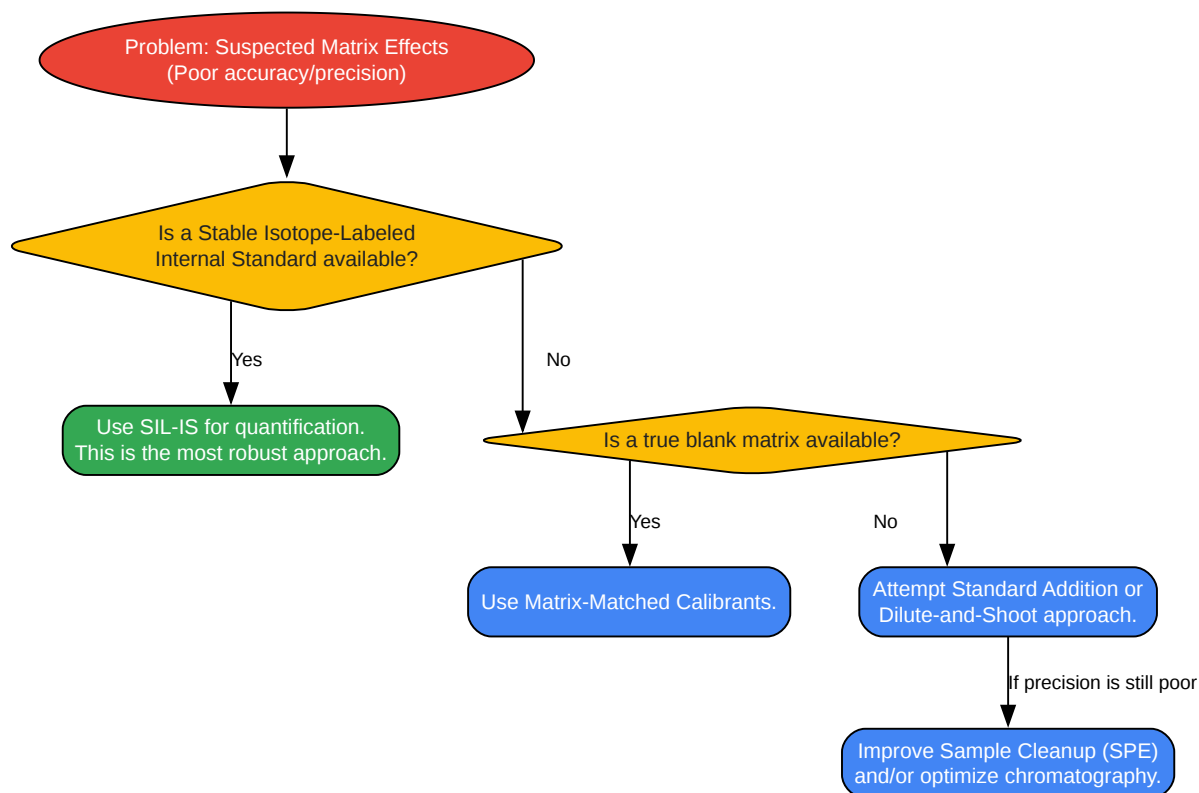 Problem: Suspected Matrix Effects
(Poor accuracy/precision)
Is a Stable Isotope-Labeled
Internal Standard available?
Yes
No
Use SIL-IS for quantification.
This is the most robust approach.
Is a true blank matrix available?
Yes
No
Use Matrix-Matched Calibrants.
Attempt Standard Addition or
Dilute-and-Shoot approach.
If precision is still poor
Improve Sample Cleanup (SPE)
and/or optimize chromatography.